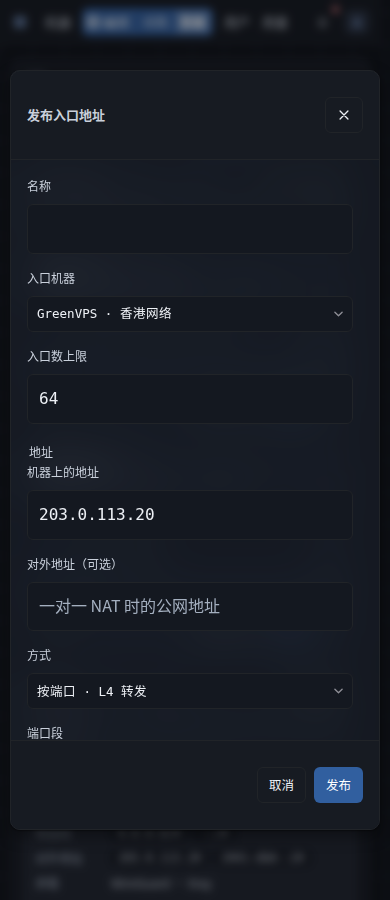 发布入口地址
名称
入口机器
GreenVPS · 香港网络
入口数上限
64
地址
机器上的地址
203.0.113.20
对外地址（可选）
一对一 NAT 时的公网地址
方式
按端口 · L4 转发
端口段
取消
发布